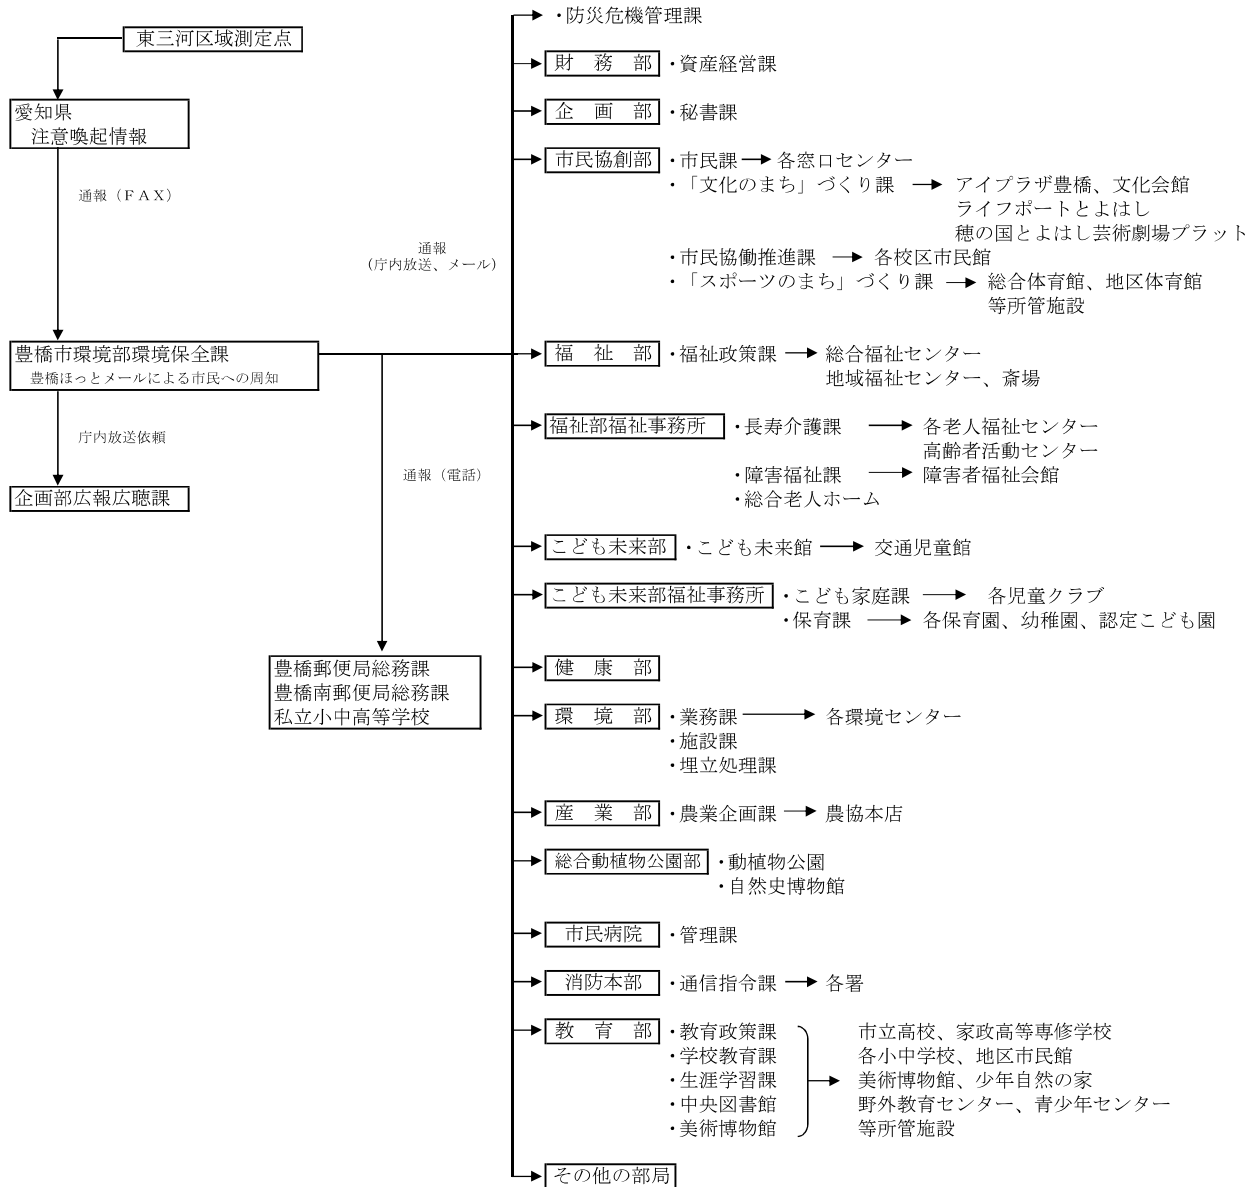 東三河区域測定点
愛知県
注意喚起情報
通報（ＦＡＸ）
豊橋市環境部環境保全課
豊橋ほっとメールによる市民への周知
庁内放送依頼
企画部広報広聴課
通報
（庁内放送、メール）
通報（電話）
豊橋郵便局総務課
豊橋南郵便局総務課
私立小中高等学校
・防災危機管理課
財　務　部 ・資産経営課
企　画　部 ・秘書課
市民協創部 ・市民課 各窓口センター
・「文化のまち」づくり課 アイプラザ豊橋、文化会館
ライフポートとよはし
穂の国とよはし芸術劇場プラット
・市民協働推進課 各校区市民館
・「スポーツのまち」づくり課 総合体育館、地区体育館
等所管施設
福　祉　部 ・福祉政策課 総合福祉センター
地域福祉センター、斎場
福祉部福祉事務所 ・長寿介護課 各老人福祉センター
高齢者活動センター
・障害福祉課 障害者福祉会館
・総合老人ホーム
こども未来部 ・こども未来館 交通児童館
こども未来部福祉事務所 ・こども家庭課 各児童クラブ
・保育課 各保育園、幼稚園、認定こども園
健　康　部
環　境　部 ・業務課 各環境センター
・施設課
・埋立処理課
産　業　部 ・農業企画課 農協本店
総合動植物公園部 ・動植物公園
・自然史博物館
市民病院 ・管理課
消防本部 ・通信指令課 各署
教　育　部 ・教育政策課 市立高校、家政高等専修学校
・学校教育課 各小中学校、地区市民館
・生涯学習課 美術博物館、少年自然の家
・中央図書館 野外教育センター、青少年センター
・美術博物館 等所管施設
その他の部局